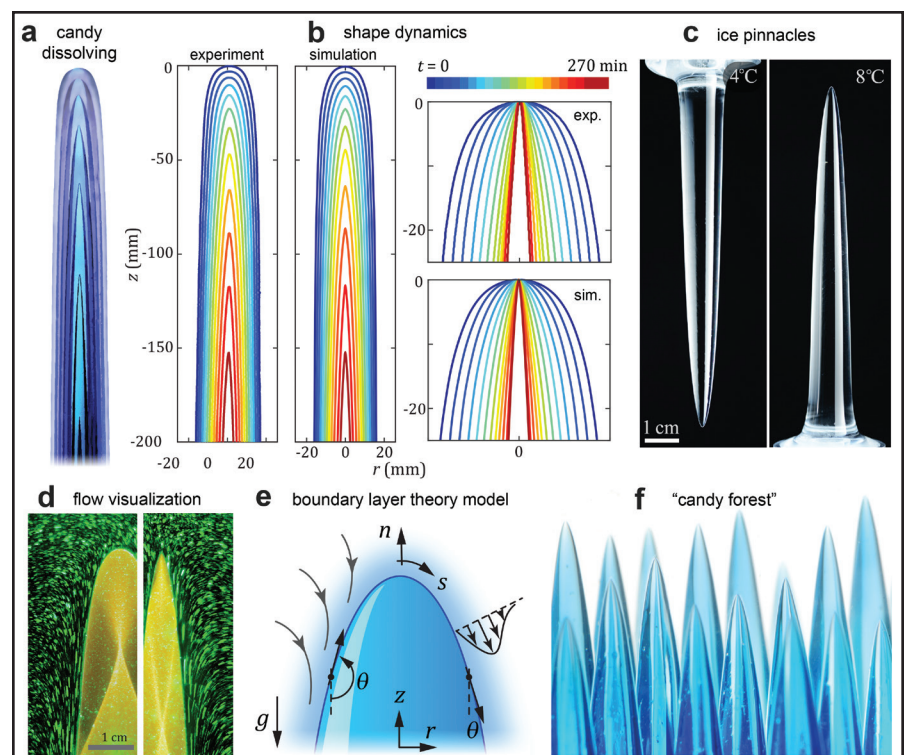 a candy dissolving
experiment
b shape dynamics
simulation
t = 0 270 min
exp.
sim.
0
-50
-100
-150
-200
z (mm)
-20 0 20
-20 0 20
r (mm)
0
-20
0
-20
0
c ice pinnacles
4°C
8°C
1 cm
d flow visualization
1 cm
e boundary layer theory model
n
s
θ
g
z
r
θ
f "candy forest"